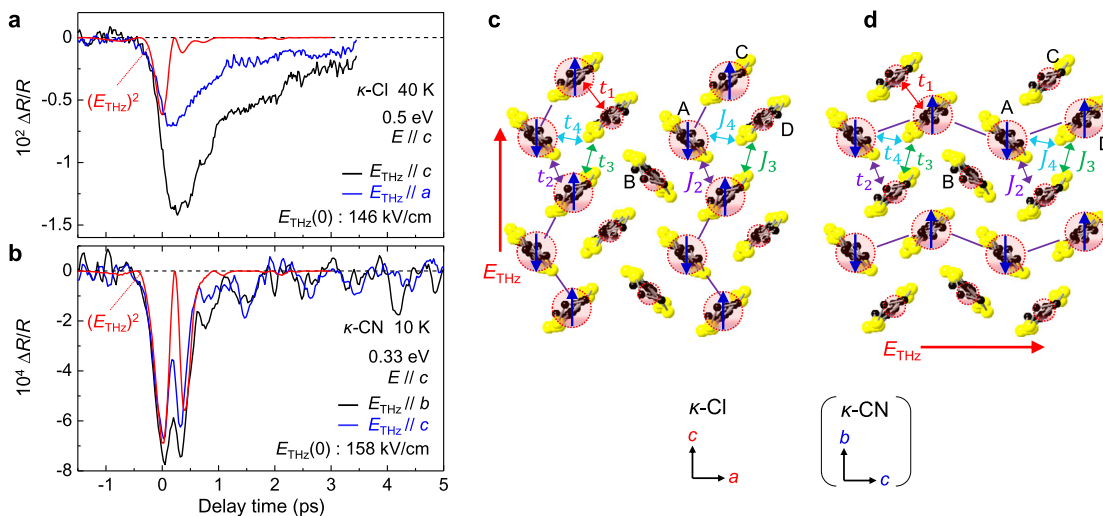 a
10² ΔR/R
0
-0.5
-1
-1.5
(E_THz)²
κ-Cl 40 K
0.5 eV
E // c
E_THz // c
E_THz // a
E_THz(0) : 146 kV/cm
b
10⁴ ΔR/R
0
-2
-4
-6
-8
(E_THz)²
κ-CN 10 K
0.33 eV
E // c
E_THz // b
E_THz // c
E_THz(0) : 158 kV/cm
-1 0 1 2 3 4 5
Delay time (ps)
c
C
t₁
A
t₄
J₄
D
t₃
J₃
B
t₂
J₂
E_THz
d
C
t₁
A
D
t₄
J₄
t₃
J₃
t₂
B
J₂
E_THz
κ-Cl
c
a
κ-CN
b
c